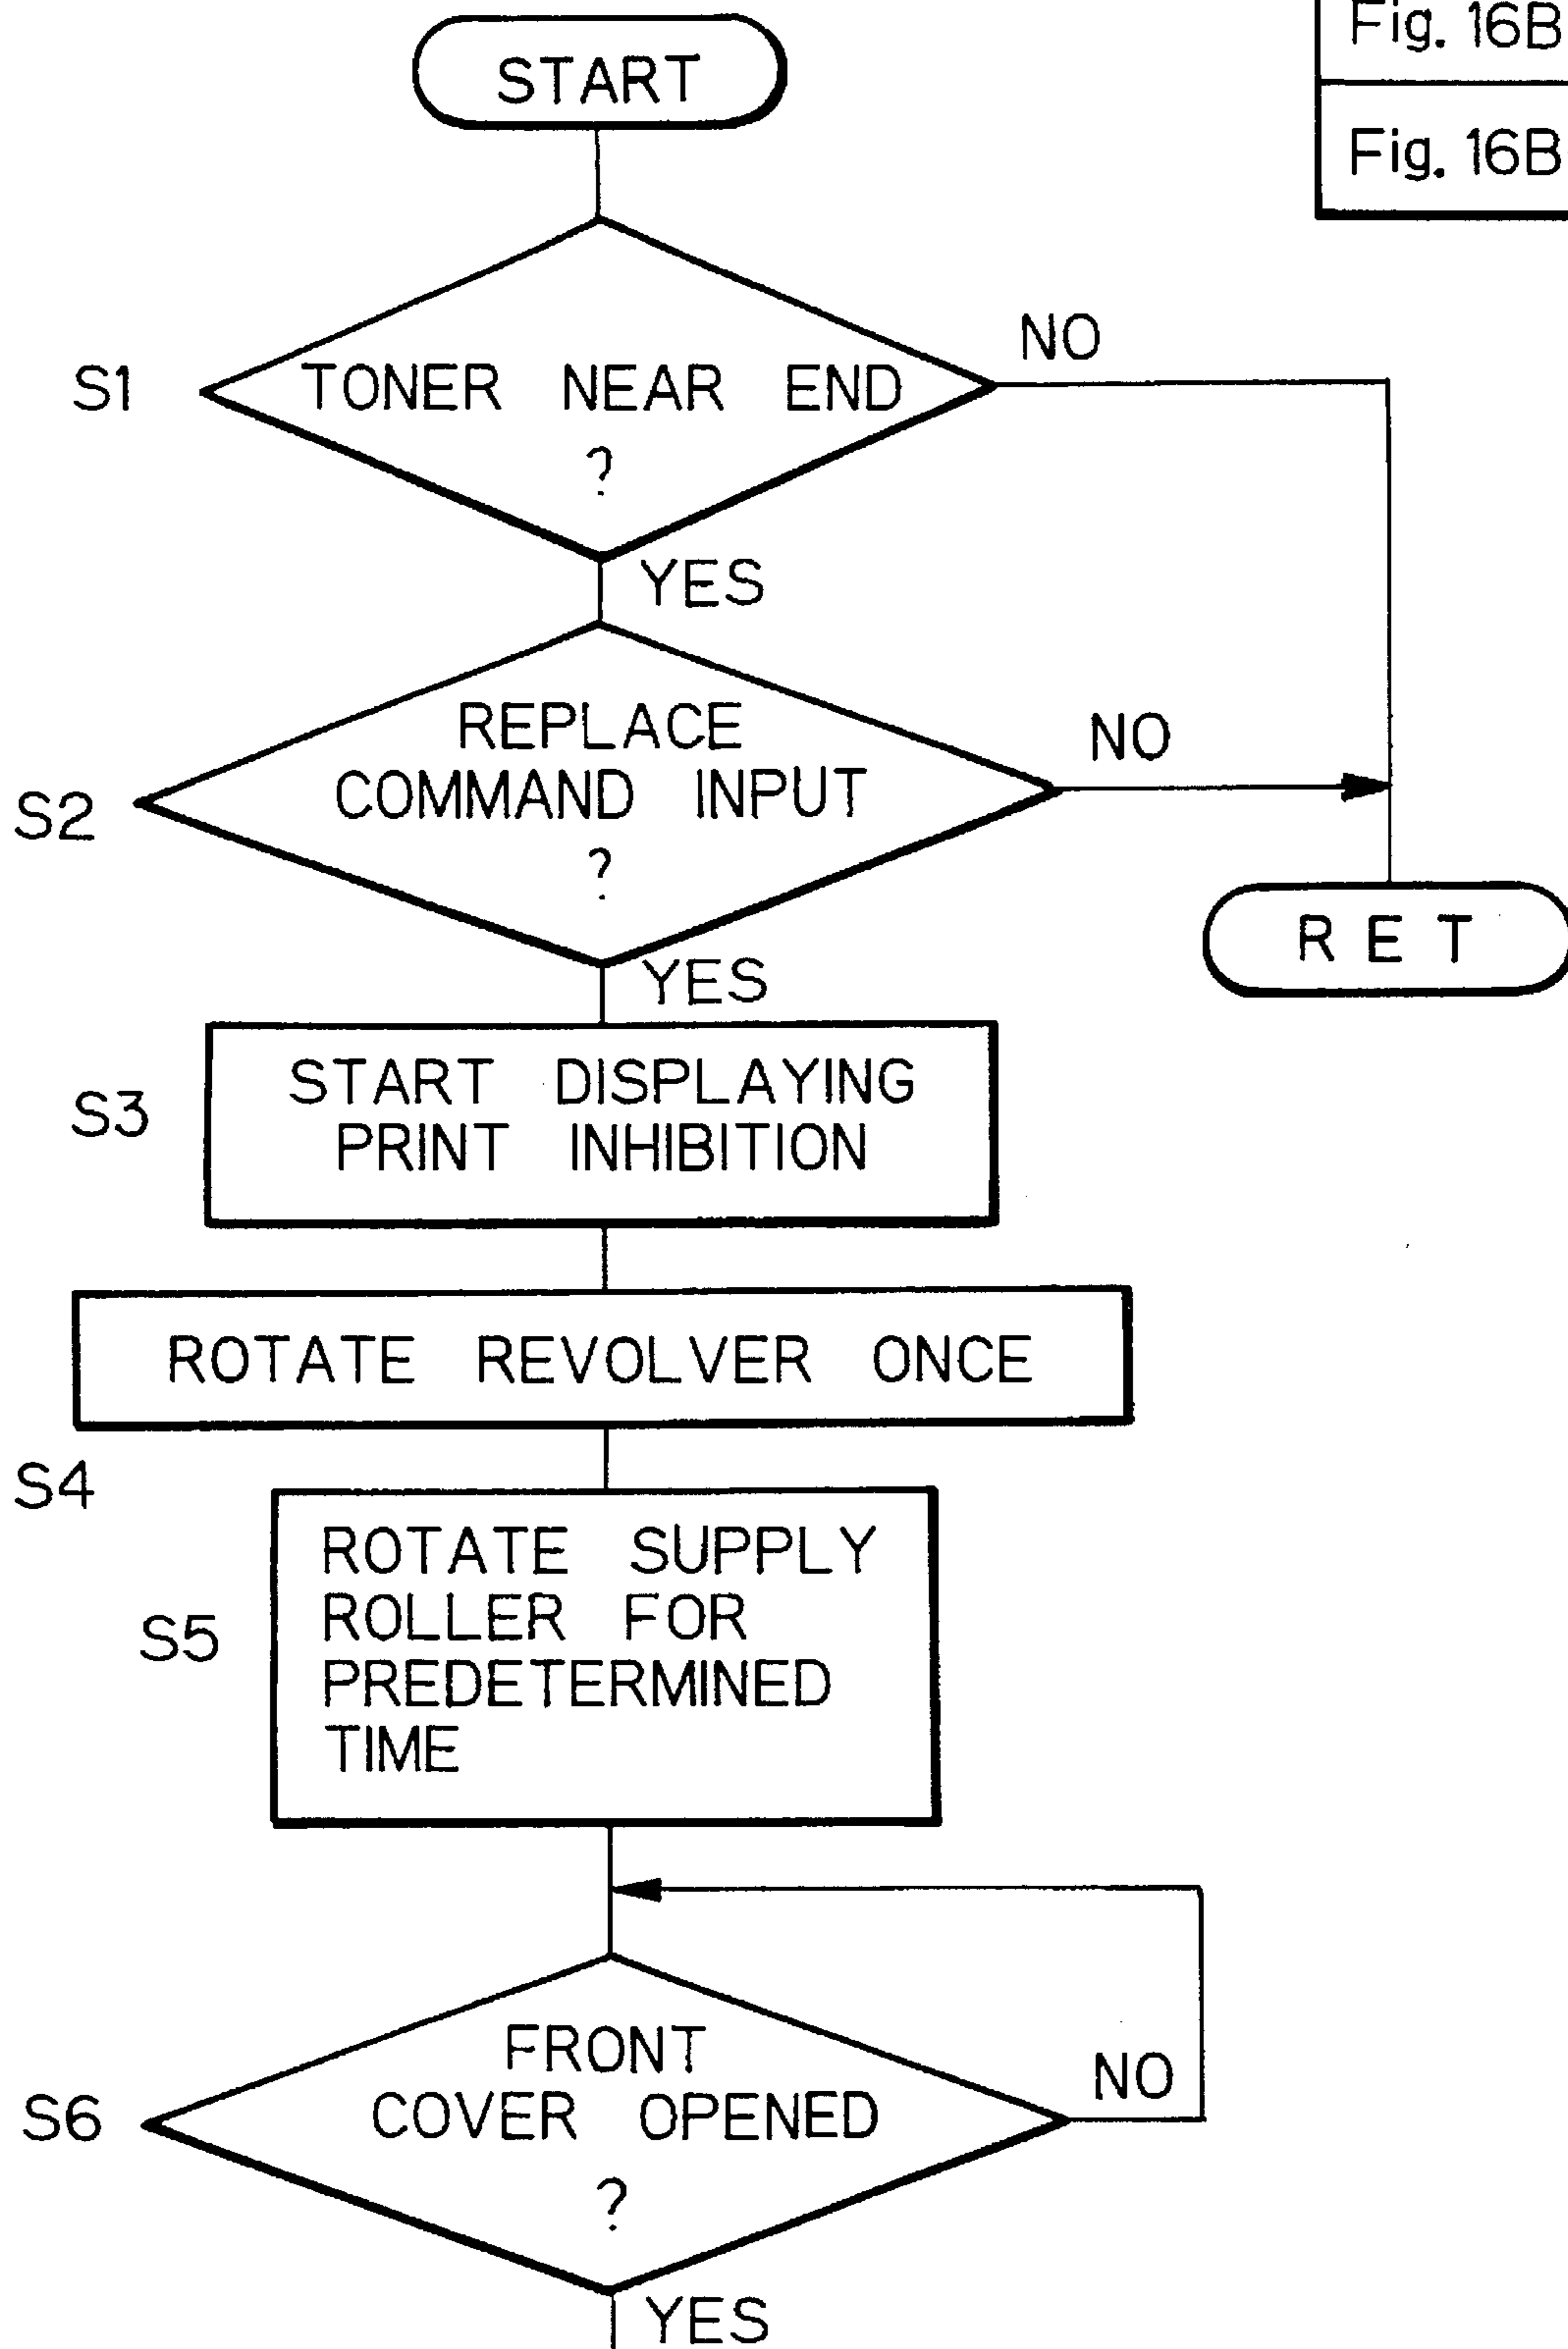 Fig. 16B
Fig. 16B
START
S1
TONER NEAR END
?
NO
YES
S2
REPLACE
COMMAND INPUT
?
NO
RET
YES
S3
START DISPLAYING
PRINT INHIBITION
ROTATE REVOLVER ONCE
S4
S5
ROTATE SUPPLY
ROLLER FOR
PREDETERMINED
TIME
S6
FRONT
COVER OPENED
?
NO
YES